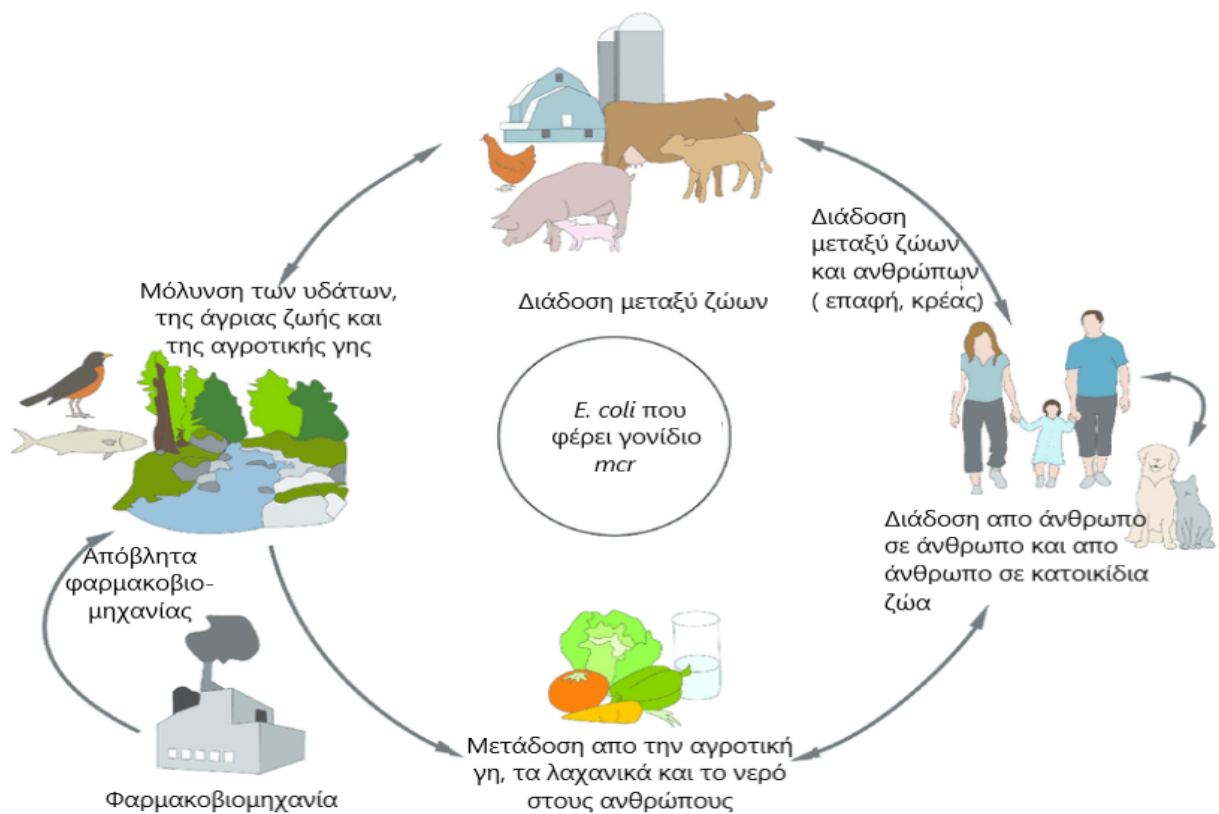 Διάδοση
μεταξύ ζώων
και ανθρώπων
( επαφή, κρέας)
Μόλυνση των υδάτων,
της άγριας ζωής και
της αγροτικής γης
Διάδοση μεταξύ ζώων
E. coli που
φέρει γονίδιο
mcr
Διάδοση απο άνθρωπο
σε άνθρωπο και απο
άνθρωπο σε κατοικίδια
ζώα
Απόβλητα
φαρμακοβιο-
μηχανίας
Μετάδοση απο την αγροτική
γη, τα λαχανικά και το νερό
στους ανθρώπους
Φαρμακοβιομηχανία